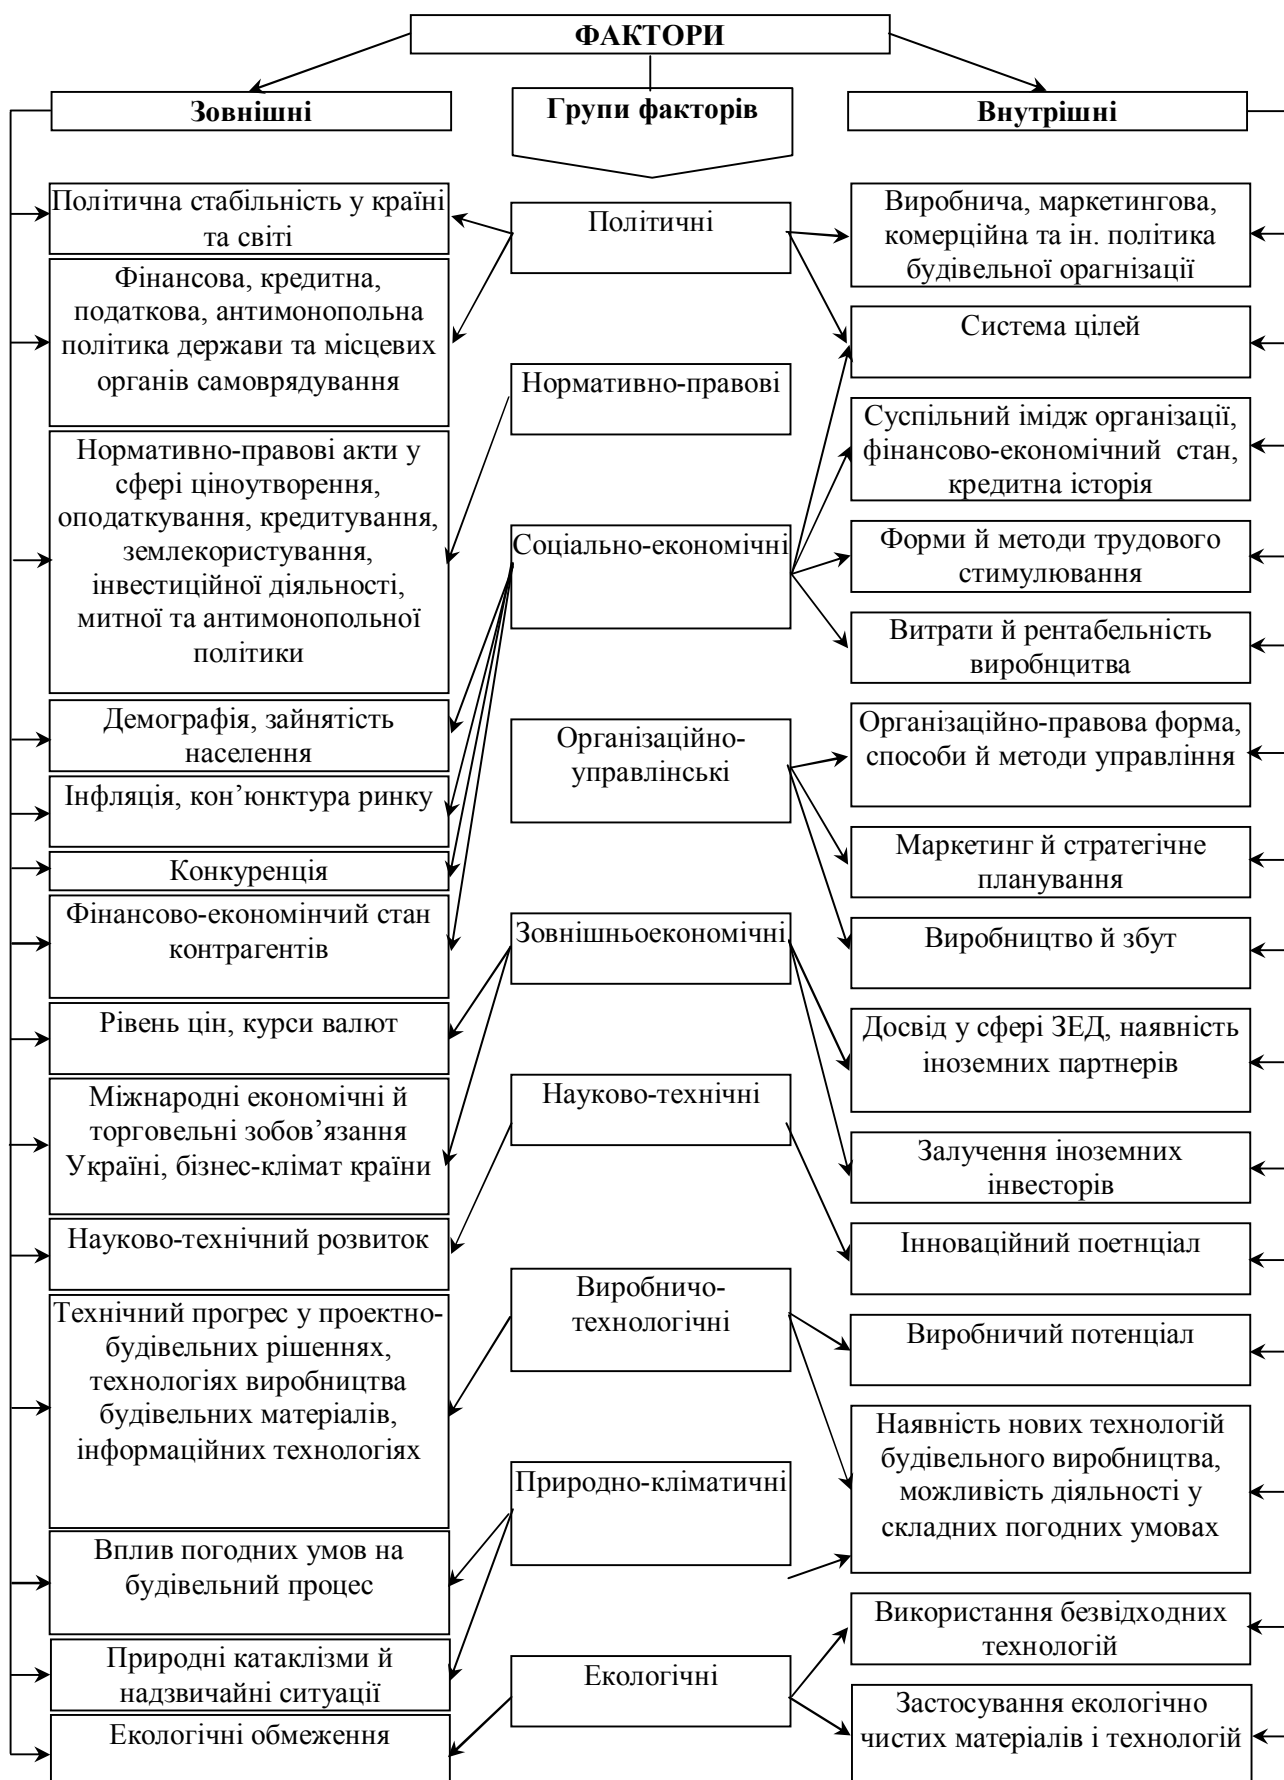 ФАКТОРИ
Зовнішні
Групи факторів
Внутрішні
Політична стабільність у країні
та світі
Фінансова, кредитна,
податкова, антимонопольна
політика держави та місцевих
органів самоврядування
Нормативно-правові акти у
сфері ціноутворення,
оподаткування, кредитування,
землекористування,
інвестиційної діяльності,
митної та антимонопольної
політики
Демографія, зайнятість
населення
Інфляція, кон’юнктура ринку
Конкуренція
Фінансово-економінчий стан
контрагентів
Рівень цін, курси валют
Міжнародні економічні й
торговельні зобов’язання
Україні, бізнес-клімат країни
Науково-технічний розвиток
Технічний прогрес у проектно-
будівельних рішеннях,
технологіях виробництва
будівельних матеріалів,
інформаційних технологіях
Вплив погодних умов на
будівельний процес
Природні катаклізми й
надзвичайні ситуації
Екологічні обмеження
Політичні
Нормативно-правові
Соціально-економічні
Організаційно-
управлінські
Зовнішньоекономічні
Науково-технічні
Виробничо-
технологічні
Природно-кліматичні
Екологічні
Виробнича, маркетингова,
комерційна та ін. політика
будівельної орагнізації
Система цілей
Суспільний імідж організації,
фінансово-економічний стан,
кредитна історія
Форми й методи трудового
стимулювання
Витрати й рентабельність
виробнцитва
Організаційно-правова форма,
способи й методи управління
Маркетинг й стратегічне
планування
Виробництво й збут
Досвід у сфері ЗЕД, наявність
іноземних партнерів
Залучення іноземних
інвесторів
Інноваційний поетнціал
Виробничий потенціал
Наявність нових технологій
будівельного виробництва,
можливість діяльності у
складних погодних умовах
Використання безвідходних
технологій
Застосування екологічно
чистих матеріалів і технологій